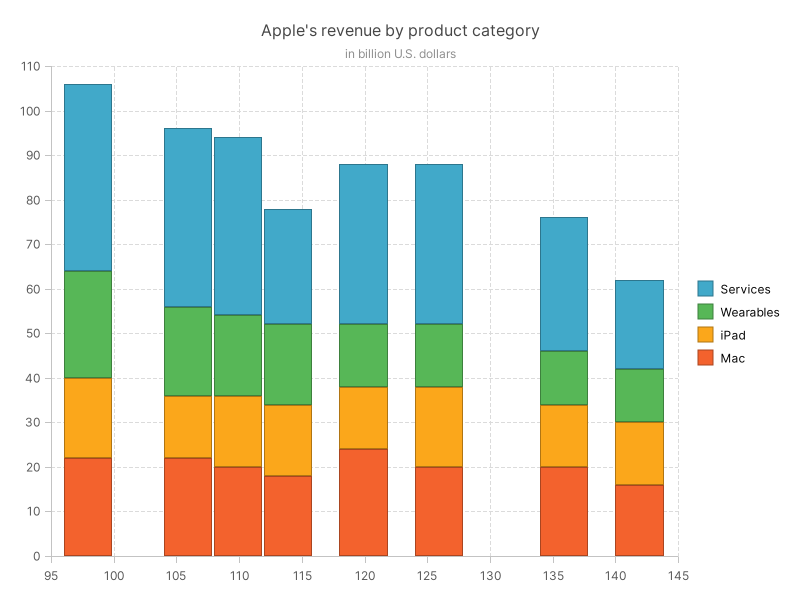 Apple's revenue by product category
in billion U.S. dollars
110
100
90
80
70
60
50
40
30
20
10
0
95 100 105 110 115 120 125 130 135 140 145
Services
Wearables
iPad
Mac